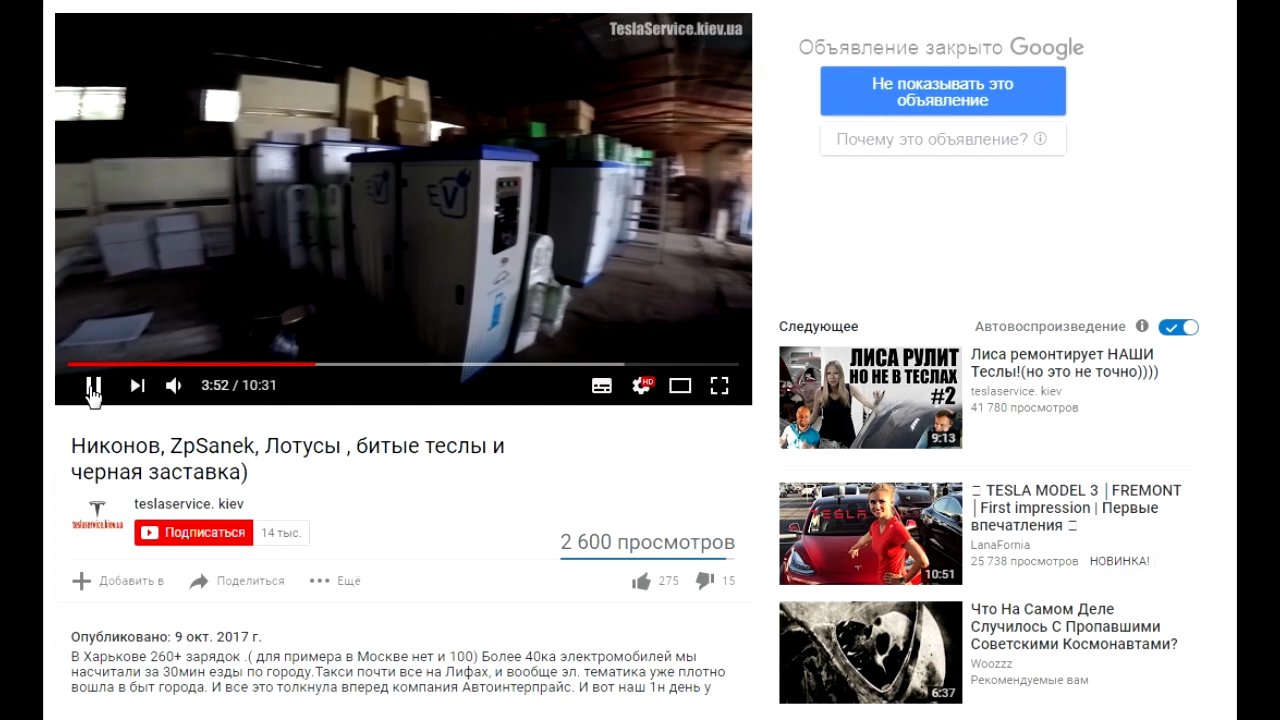 TeslaService.kiev.ua
EV
EV
3:52 / 10:31
HD
Никонов, ZpSanek, Лотусы , битые теслы и
черная заставка)
teslaservice.kiev.ua
teslaservice. kiev
Подписаться
14 тыс.
2 600 просмотров
Добавить в
Поделиться
Ещё
275
15
Опубликовано: 9 окт. 2017 г.
В Харькове 260+ зарядок .( для примера в Москве нет и 100) Более 40ка электромобилей мы
насчитали за 30мин езды по городу.Такси почти все на Лифах, и вообще эл. тематика уже плотно
вошла в быт города. И все это толкнула вперед компания Автоинтерпрайс. И вот наш 1н день у
Объявление закрыто Google
Не показывать это
объявление
Почему это объявление?
Следующее
Автовоспроизведение
ЛИСА РУЛИТ
НО НЕ В ТЕСЛАХ
#2
9:13
Лиса ремонтирует НАШИ
Теслы!(но это не точно))))
teslaservice. kiev
41 780 просмотров
TESLA
10:51
TESLA MODEL 3 │FREMONT
│First impression | Первые
впечатления
LanaFornia
25 738 просмотров
НОВИНКА!
6:37
Что На Самом Деле
Случилось С Пропавшими
Советскими Космонавтами?
Woozzz
Рекомендуемые вам